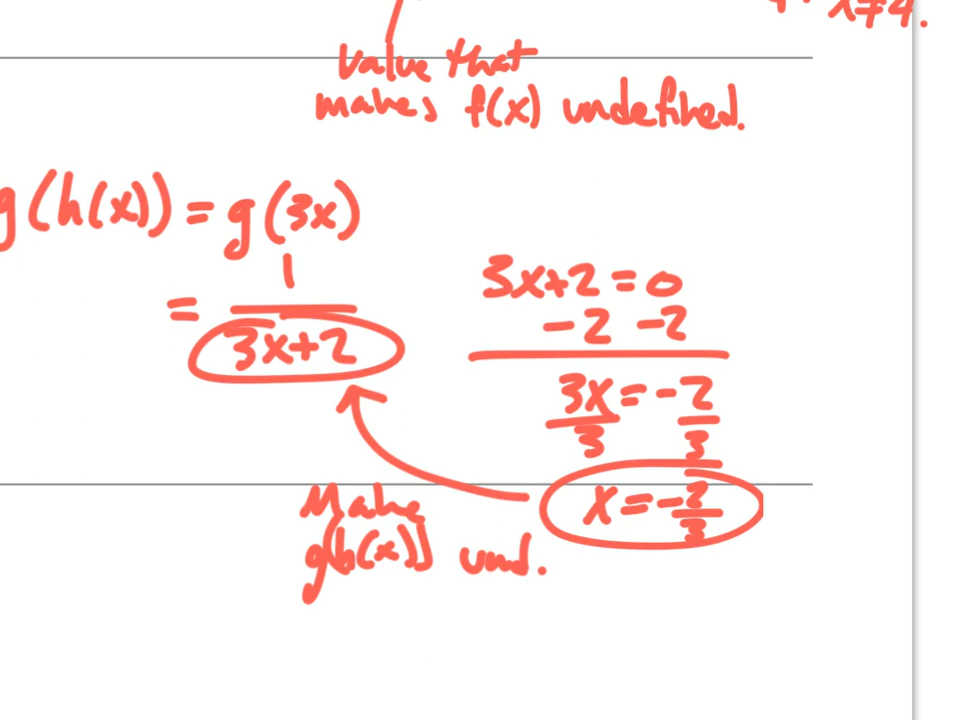 x≠4.
value that
makes f(x) undefined.
g(h(x)) = g(3x)
= 1/(3x+2)
3x+2 = 0
-2 -2
3x/3 = -2/3
x = -2/3
Make
g(h(x)) und.